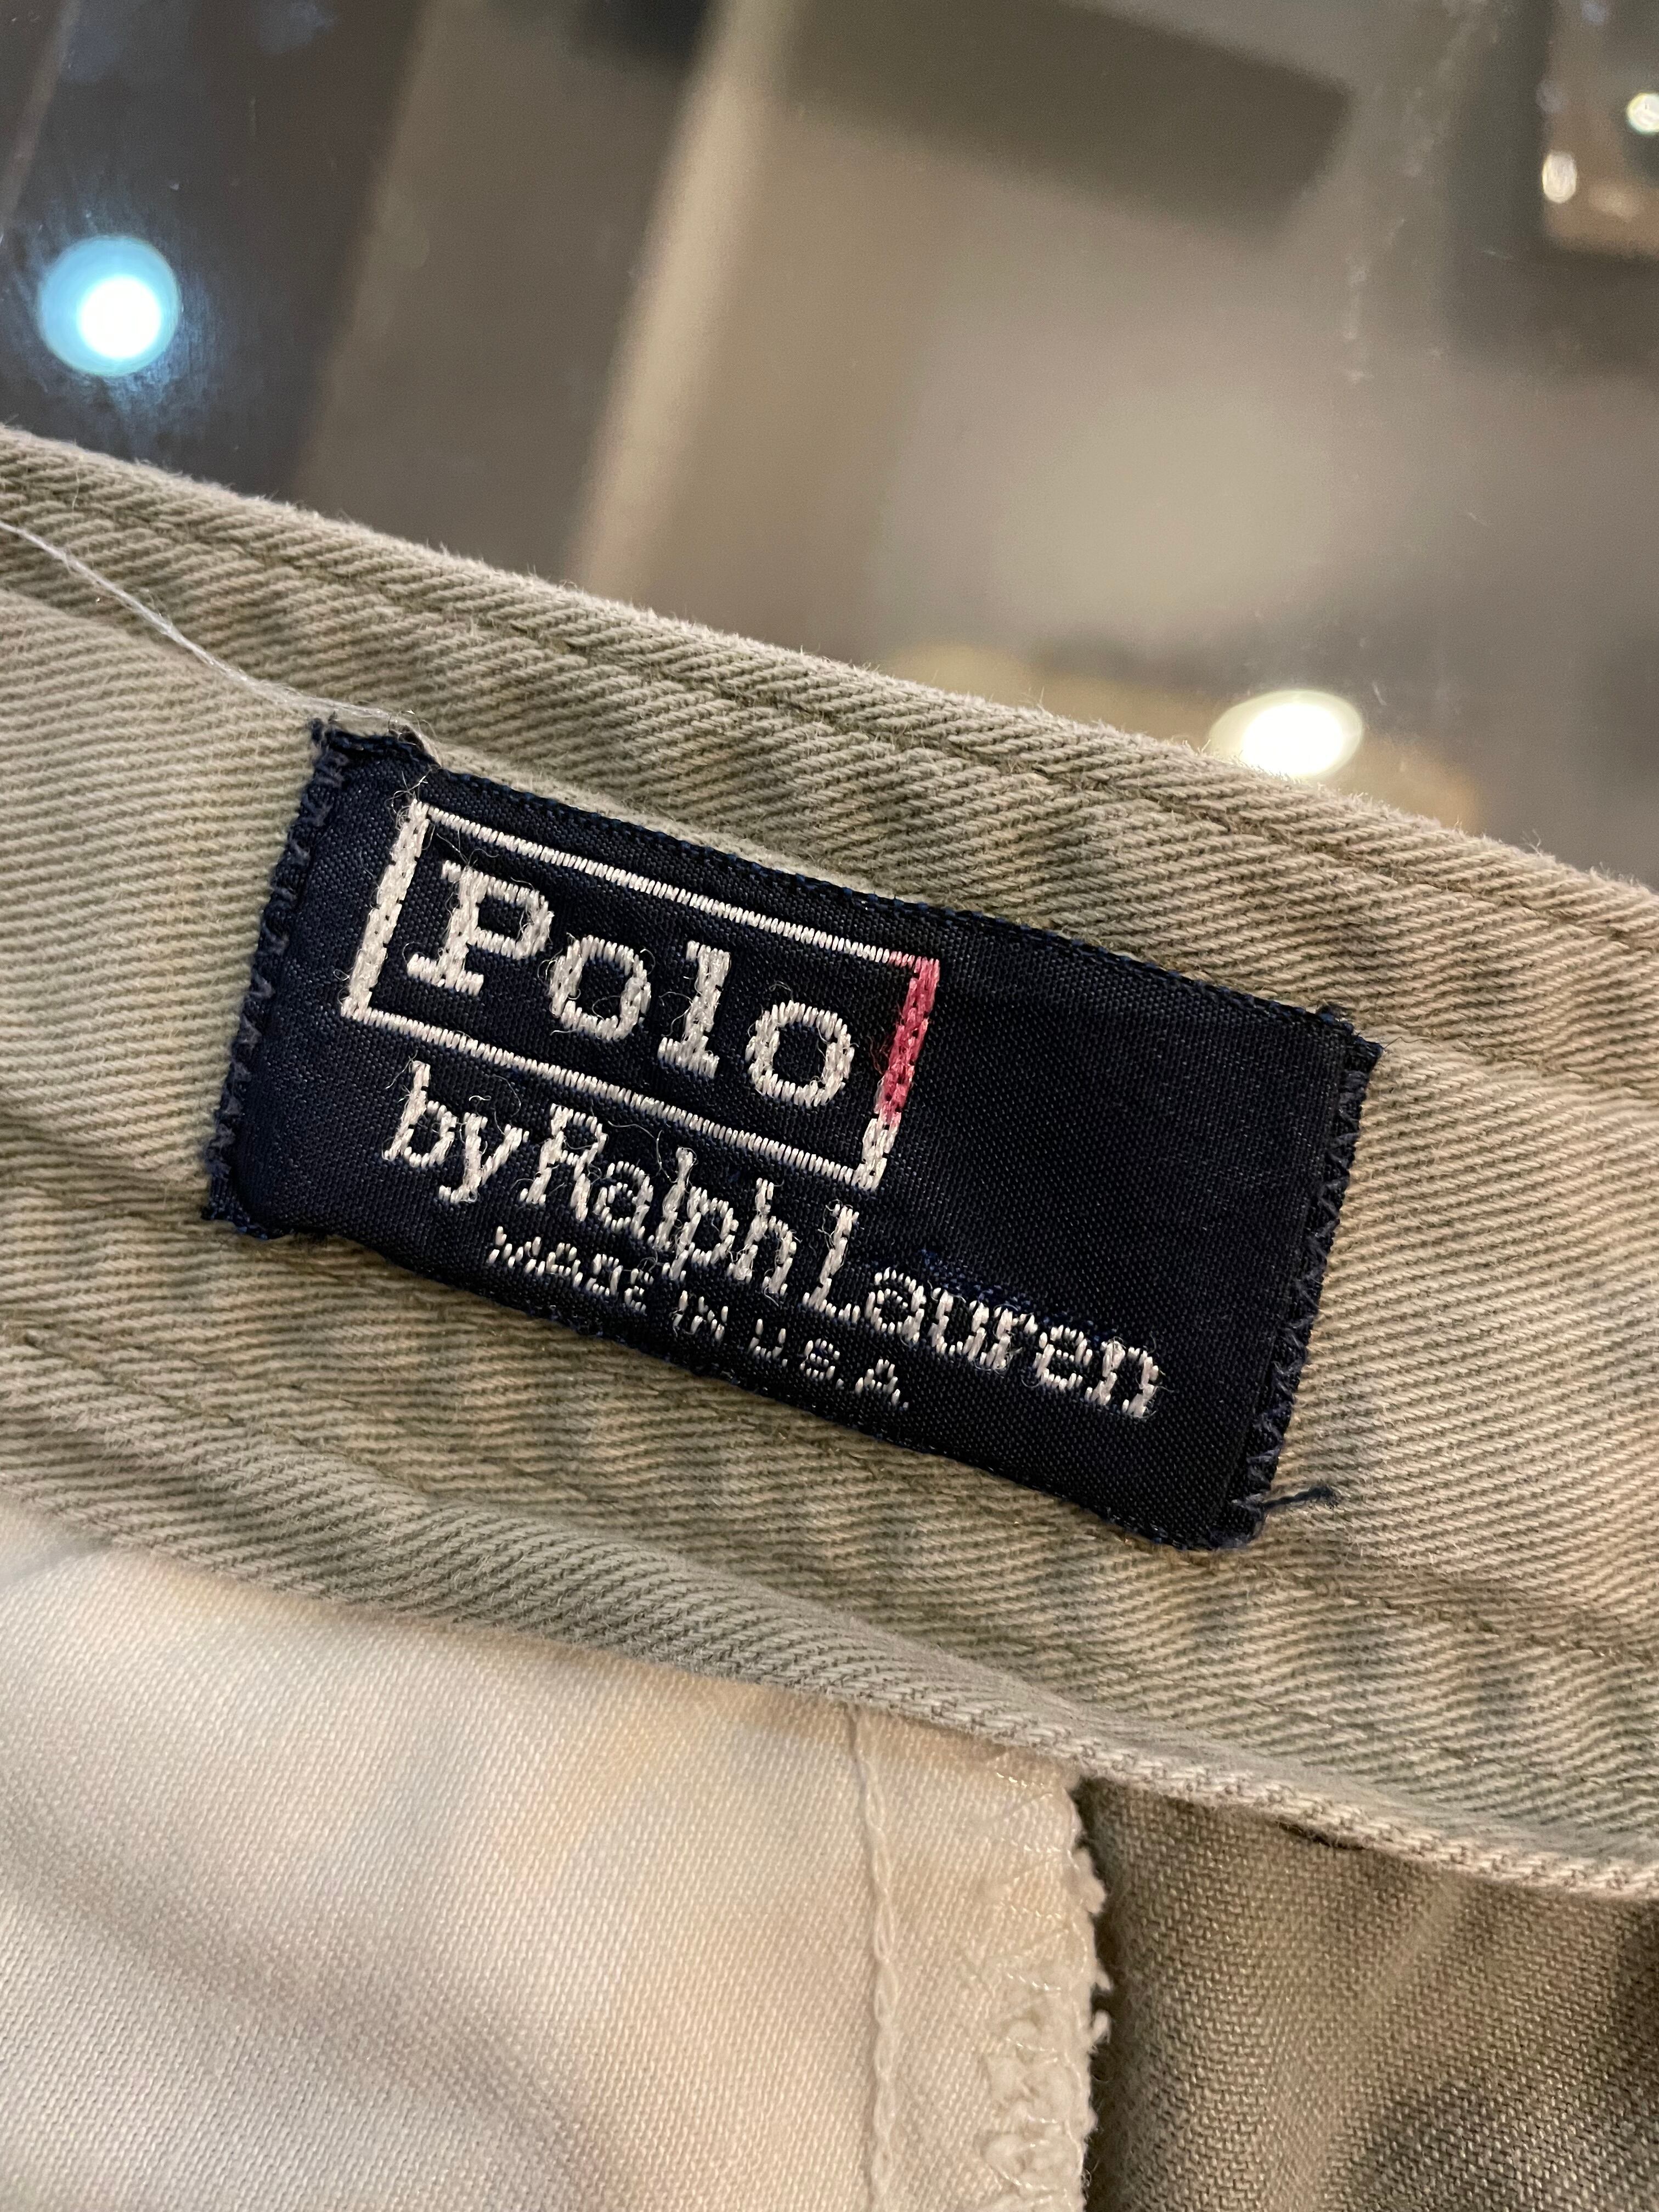 Polo
by Ralph Lauren
MADE IN U.S.A.